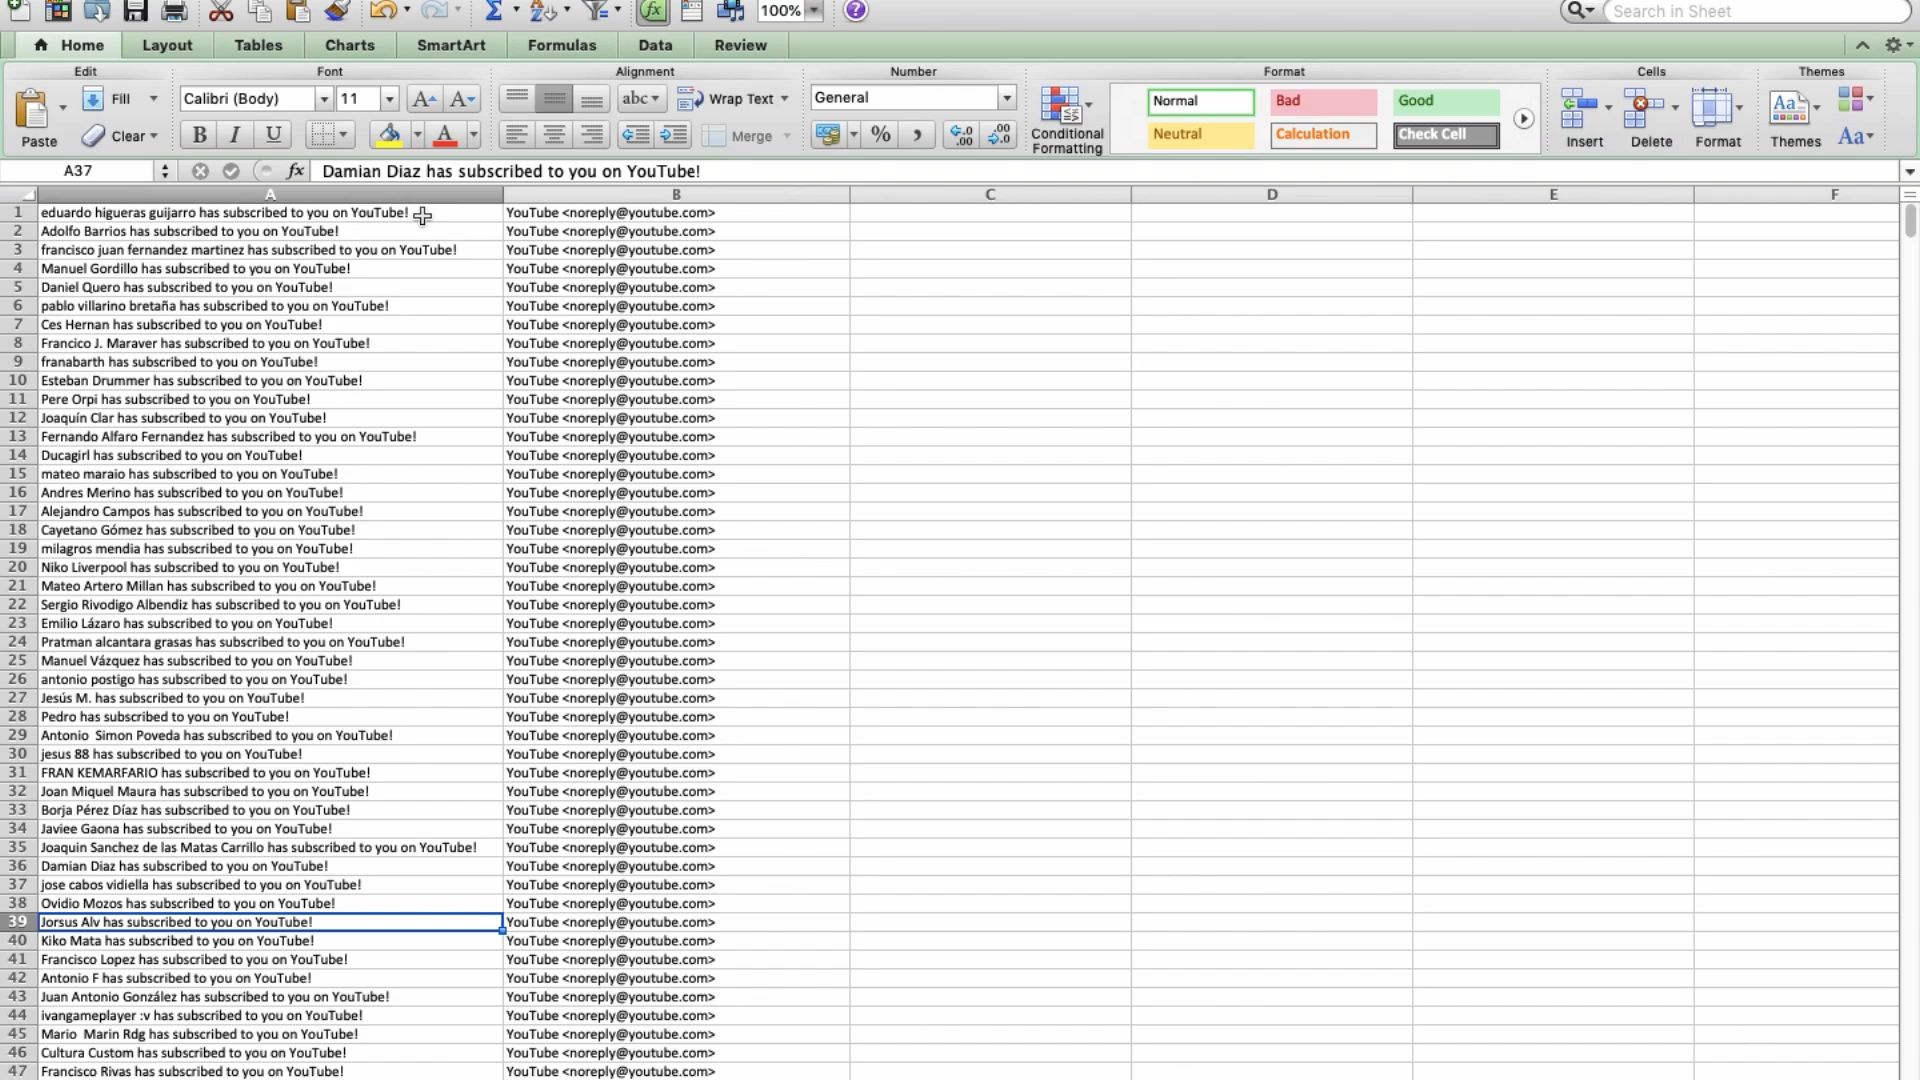 100%
Search in Sheet
Home Layout Tables Charts SmartArt Formulas Data Review
Edit Font Alignment Number Format Cells Themes
Fill Calibri (Body) 11 A A abc Wrap Text General Normal Bad Good Aa
Paste Clear B I U A Merge % , Conditional Formatting Neutral Calculation Check Cell Insert Delete Format Themes Aa
A37 fx Damian Diaz has subscribed to you on YouTube!
A B C D E F
1 eduardo higueras guijarro has subscribed to you on YouTube! YouTube <noreply@youtube.com>
2 Adolfo Barrios has subscribed to you on YouTube! YouTube <noreply@youtube.com>
3 francisco juan fernandez martinez has subscribed to you on YouTube! YouTube <noreply@youtube.com>
4 Manuel Gordillo has subscribed to you on YouTube! YouTube <noreply@youtube.com>
5 Daniel Quero has subscribed to you on YouTube! YouTube <noreply@youtube.com>
6 pablo villarino bretaña has subscribed to you on YouTube! YouTube <noreply@youtube.com>
7 Ces Hernan has subscribed to you on YouTube! YouTube <noreply@youtube.com>
8 Francico J. Maraver has subscribed to you on YouTube! YouTube <noreply@youtube.com>
9 franabarth has subscribed to you on YouTube! YouTube <noreply@youtube.com>
10 Esteban Drummer has subscribed to you on YouTube! YouTube <noreply@youtube.com>
11 Pere Orpi has subscribed to you on YouTube! YouTube <noreply@youtube.com>
12 Joaquín Clar has subscribed to you on YouTube! YouTube <noreply@youtube.com>
13 Fernando Alfaro Fernandez has subscribed to you on YouTube! YouTube <noreply@youtube.com>
14 Ducagirl has subscribed to you on YouTube! YouTube <noreply@youtube.com>
15 mateo maraio has subscribed to you on YouTube! YouTube <noreply@youtube.com>
16 Andres Merino has subscribed to you on YouTube! YouTube <noreply@youtube.com>
17 Alejandro Campos has subscribed to you on YouTube! YouTube <noreply@youtube.com>
18 Cayetano Gómez has subscribed to you on YouTube! YouTube <noreply@youtube.com>
19 milagros mendia has subscribed to you on YouTube! YouTube <noreply@youtube.com>
20 Niko Liverpool has subscribed to you on YouTube! YouTube <noreply@youtube.com>
21 Mateo Artero Millan has subscribed to you on YouTube! YouTube <noreply@youtube.com>
22 Sergio Rivodigo Albendiz has subscribed to you on YouTube! YouTube <noreply@youtube.com>
23 Emilio Lázaro has subscribed to you on YouTube! YouTube <noreply@youtube.com>
24 Pratman alcantara grasas has subscribed to you on YouTube! YouTube <noreply@youtube.com>
25 Manuel Vázquez has subscribed to you on YouTube! YouTube <noreply@youtube.com>
26 antonio postigo has subscribed to you on YouTube! YouTube <noreply@youtube.com>
27 Jesús M. has subscribed to you on YouTube! YouTube <noreply@youtube.com>
28 Pedro has subscribed to you on YouTube! YouTube <noreply@youtube.com>
29 Antonio  Simon Poveda has subscribed to you on YouTube! YouTube <noreply@youtube.com>
30 jesus 88 has subscribed to you on YouTube! YouTube <noreply@youtube.com>
31 FRAN KEMARFARIO has subscribed to you on YouTube! YouTube <noreply@youtube.com>
32 Joan Miquel Maura has subscribed to you on YouTube! YouTube <noreply@youtube.com>
33 Borja Pérez Díaz has subscribed to you on YouTube! YouTube <noreply@youtube.com>
34 Javiee Gaona has subscribed to you on YouTube! YouTube <noreply@youtube.com>
35 Joaquin Sanchez de las Matas Carrillo has subscribed to you on YouTube! YouTube <noreply@youtube.com>
36 Damian Diaz has subscribed to you on YouTube! YouTube <noreply@youtube.com>
37 jose cabos vidiella has subscribed to you on YouTube! YouTube <noreply@youtube.com>
38 Ovidio Mozos has subscribed to you on YouTube! YouTube <noreply@youtube.com>
39 Jorsus Alv has subscribed to you on YouTube! YouTube <noreply@youtube.com>
40 Kiko Mata has subscribed to you on YouTube! YouTube <noreply@youtube.com>
41 Francisco Lopez has subscribed to you on YouTube! YouTube <noreply@youtube.com>
42 Antonio F has subscribed to you on YouTube! YouTube <noreply@youtube.com>
43 Juan Antonio González has subscribed to you on YouTube! YouTube <noreply@youtube.com>
44 ivangameplayer :v has subscribed to you on YouTube! YouTube <noreply@youtube.com>
45 Mario  Marin Rdg has subscribed to you on YouTube! YouTube <noreply@youtube.com>
46 Cultura Custom has subscribed to you on YouTube! YouTube <noreply@youtube.com>
47 Francisco Rivas has subscribed to you on YouTube! YouTube <noreply@youtube.com>